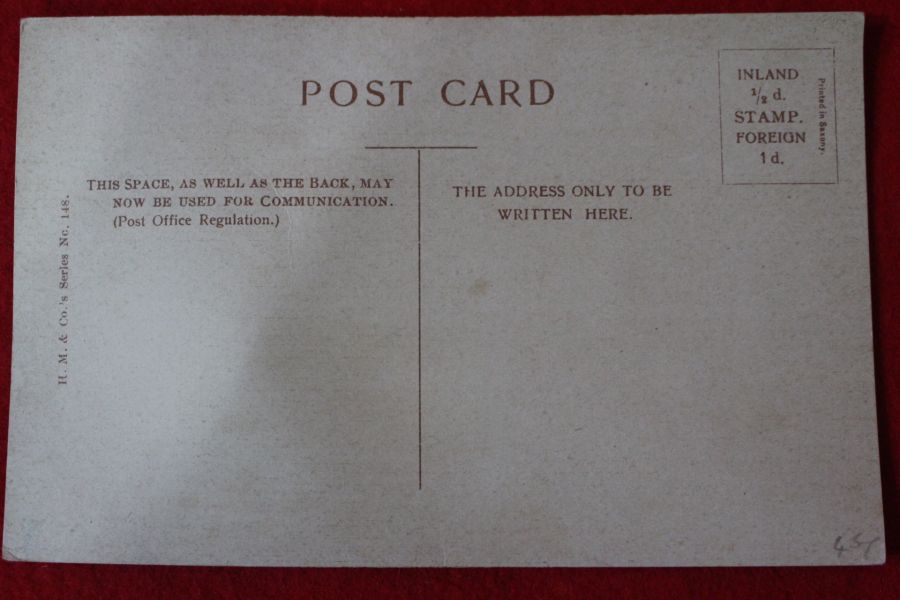 POST CARD
INLAND
½ d.
STAMP.
FOREIGN
1 d.
Printed in Saxony.
THIS SPACE, AS WELL AS THE BACK, MAY
NOW BE USED FOR COMMUNICATION.
(Post Office Regulation.)
THE ADDRESS ONLY TO BE
WRITTEN HERE.
H. M. & Co.'s Series No. 148.